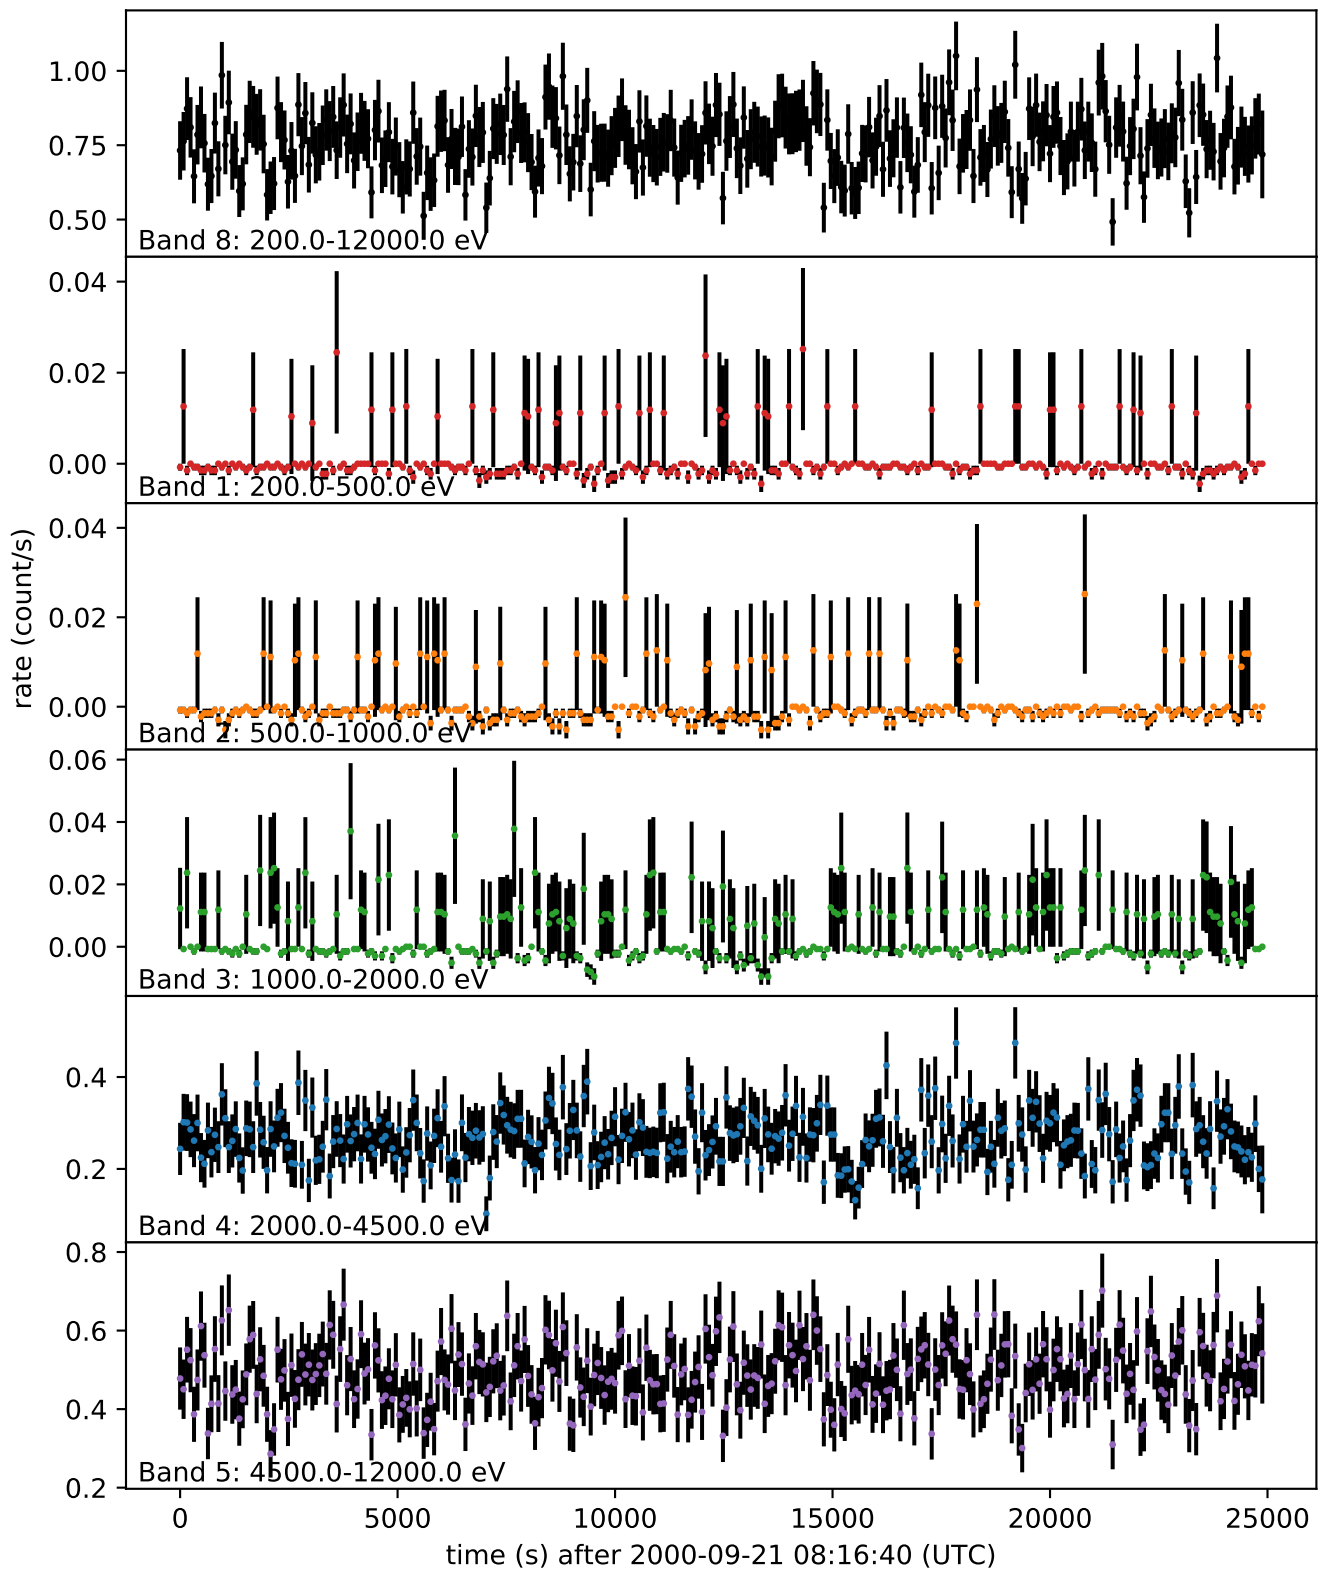 1.00
0.75
0.50
Band 8: 200.0-12000.0 eV
0.04
0.02
0.00
Band 1: 200.0-500.0 eV
0.04
0.02
0.00
Band 2: 500.0-1000.0 eV
rate (count/s)
0.06
0.04
0.02
0.00
Band 3: 1000.0-2000.0 eV
0.4
0.2
Band 4: 2000.0-4500.0 eV
0.8
0.6
0.4
0.2
Band 5: 4500.0-12000.0 eV
0 5000 10000 15000 20000 25000
time (s) after 2000-09-21 08:16:40 (UTC)